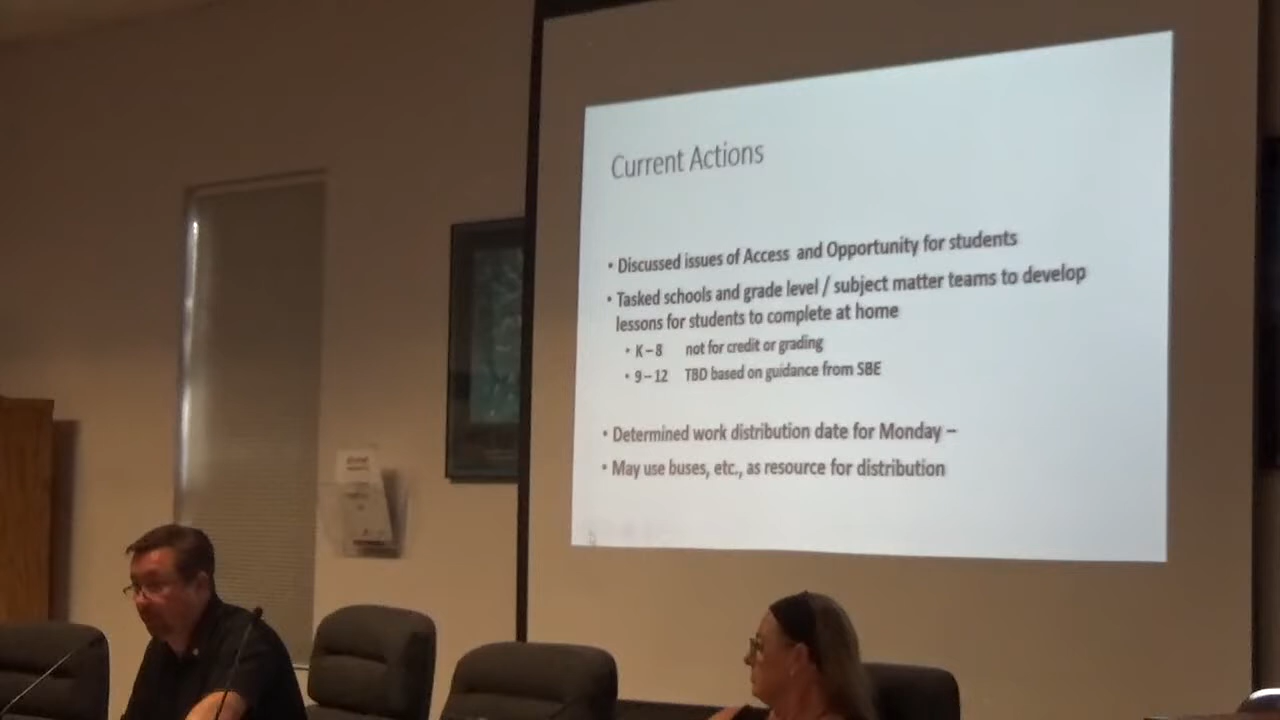 Current Actions
• Discussed issues of Access and Opportunity for students
• Tasked schools and grade level / subject matter teams to develop
lessons for students to complete at home
• K – 8 not for credit or grading
• 9 – 12 TBD based on guidance from SBE
• Determined work distribution date for Monday –
• May use buses, etc., as resource for distribution